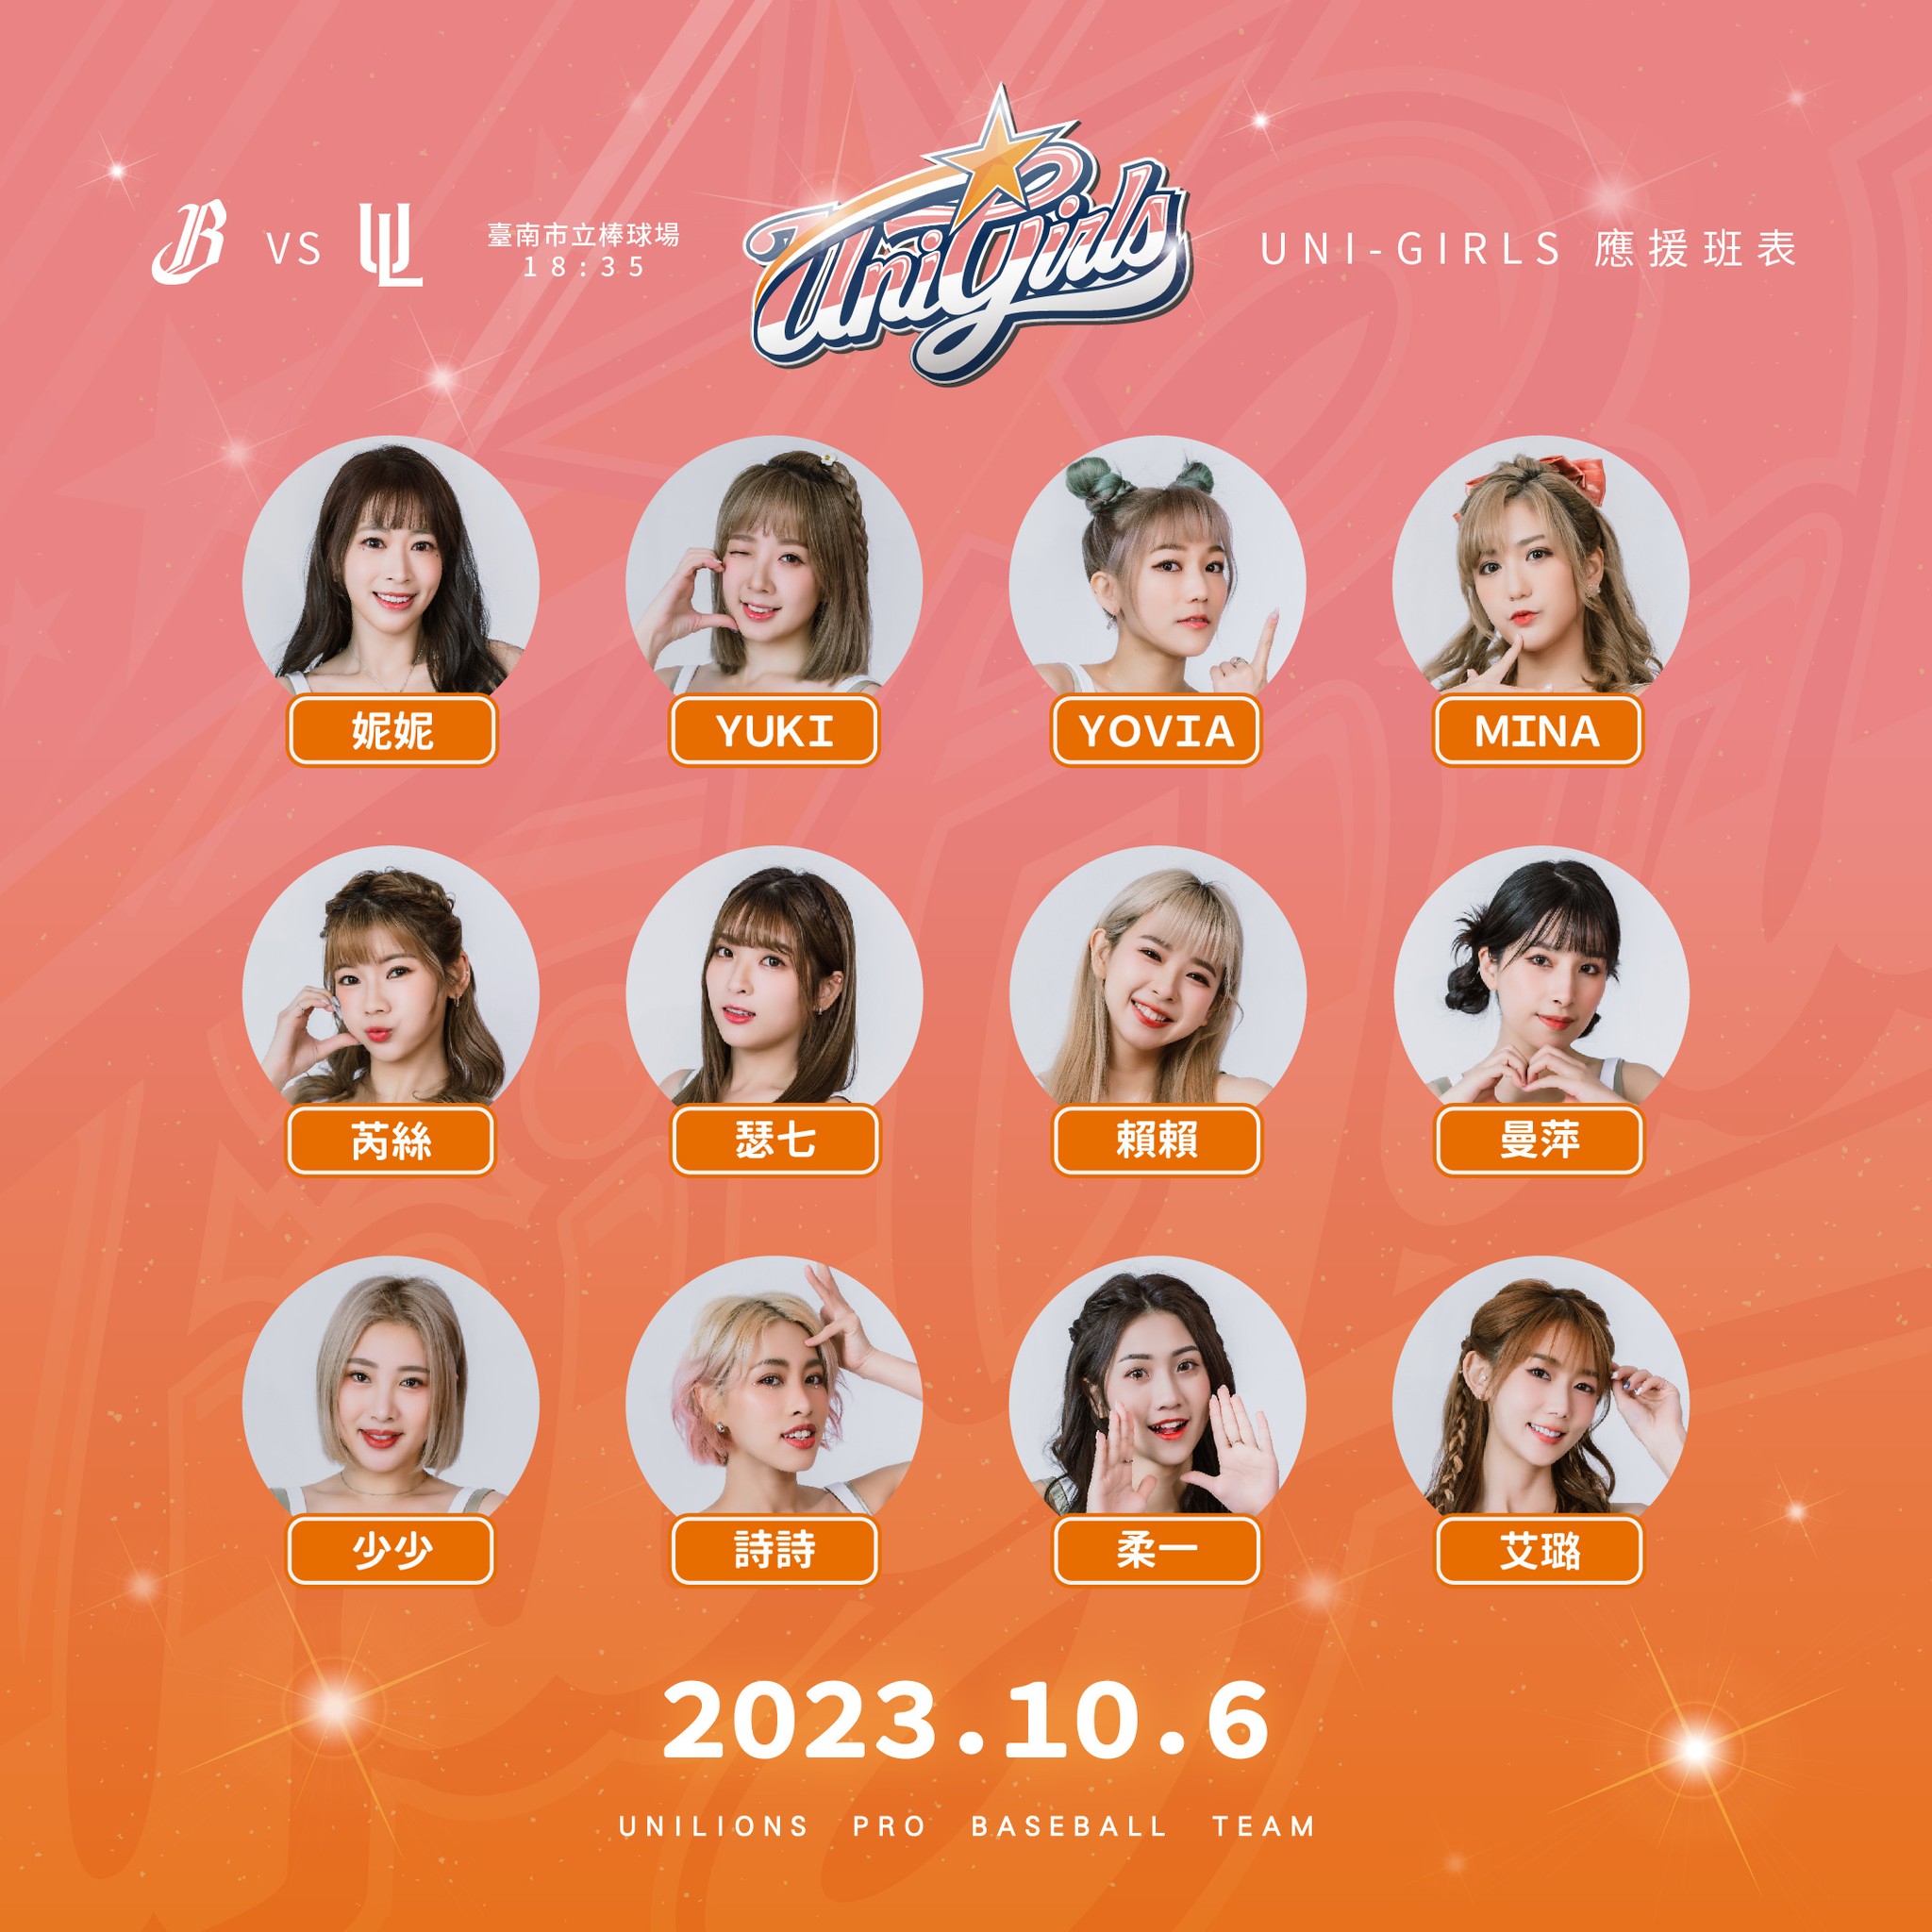 B VS UL
臺南市立棒球場
18:35
UniGirls
UNI-GIRLS 應援班表
妮妮
YUKI
YOVIA
MINA
芮絲
瑟七
賴賴
曼萍
少少
詩詩
柔一
艾璐
2023.10.6
UNILIONS PRO BASEBALL TEAM